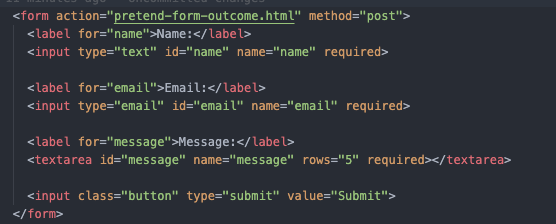 <form action="pretend-form-outcome.html" method="post">
<label for="name">Name:</label>
<input type="text" id="name" name="name" required>
<label for="email">Email:</label>
<input type="email" id="email" name="email" required>
<label for="message">Message:</label>
<textarea id="message" name="message" rows="5" required></textarea>
<input class="button" type="submit" value="Submit">
</form>